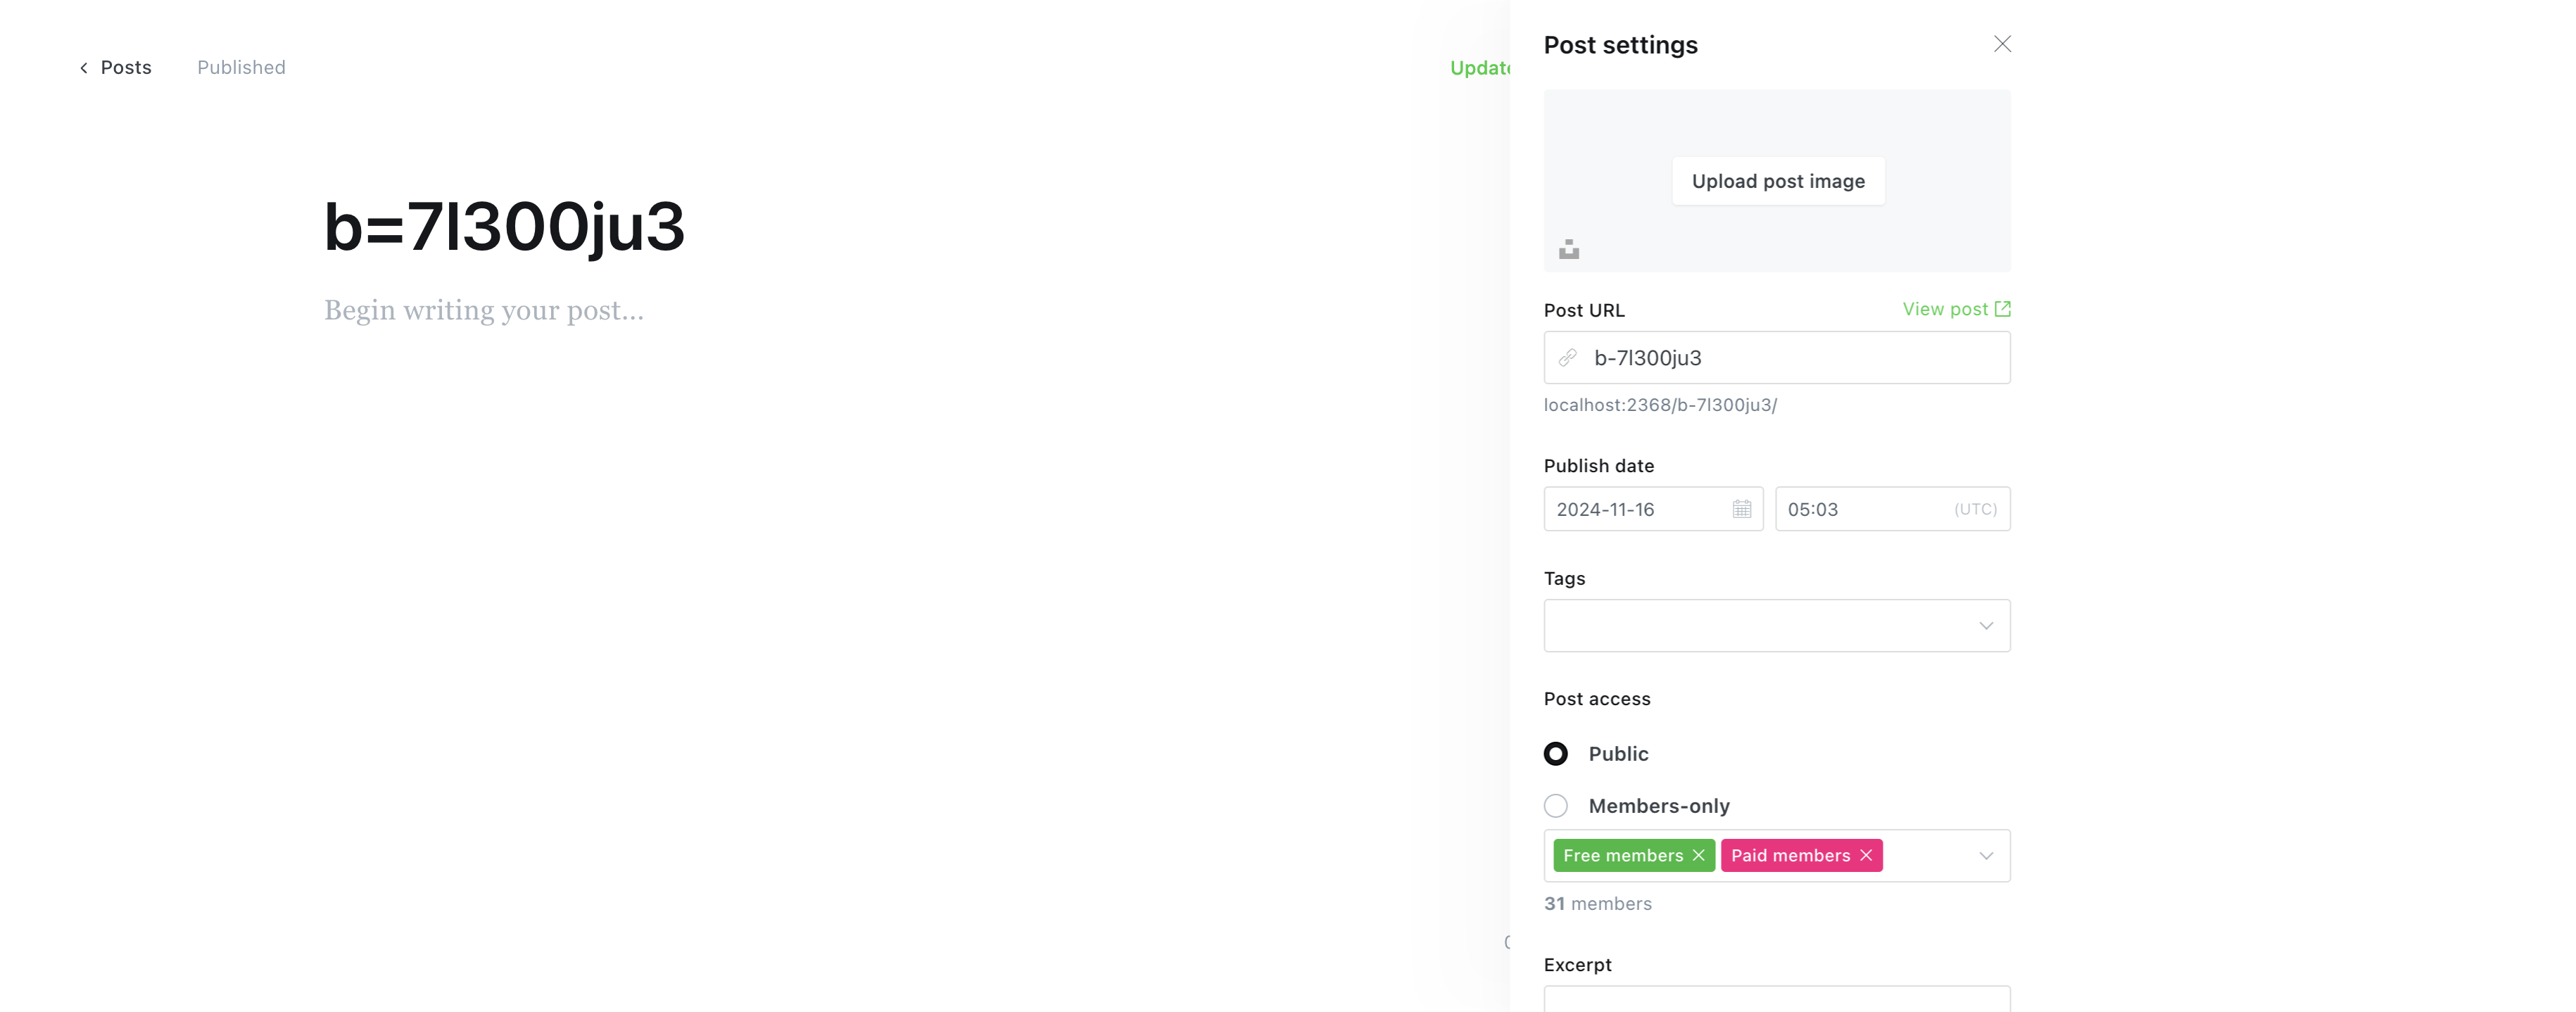 Posts Published Update
b=7l300ju3
Begin writing your post...
Post settings
Upload post image
Post URL View post
b-7l300ju3
localhost:2368/b-7l300ju3/
Publish date
2024-11-16 05:03 (UTC)
Tags
Post access
Public
Members-only
Free members Paid members
31 members
Excerpt